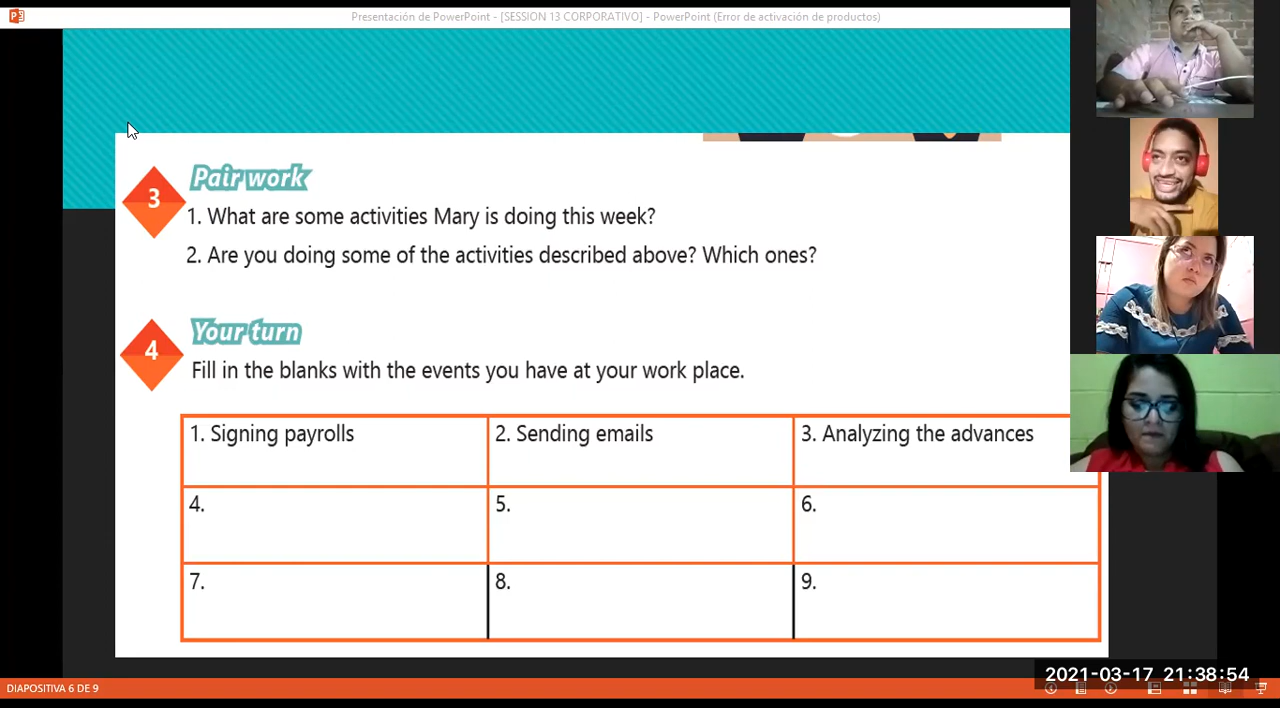 Presentación de PowerPoint - [SESSION 13 CORPORATIVO] - PowerPoint (Error de activación de productos)
3
Pair work
1. What are some activities Mary is doing this week?
2. Are you doing some of the activities described above? Which ones?
4
Your turn
Fill in the blanks with the events you have at your work place.
1. Signing payrolls
2. Sending emails
3. Analyzing the advances
4.
5.
6.
7.
8.
9.
2021-03-17 21:38:54
DIAPOSITIVA 6 DE 9